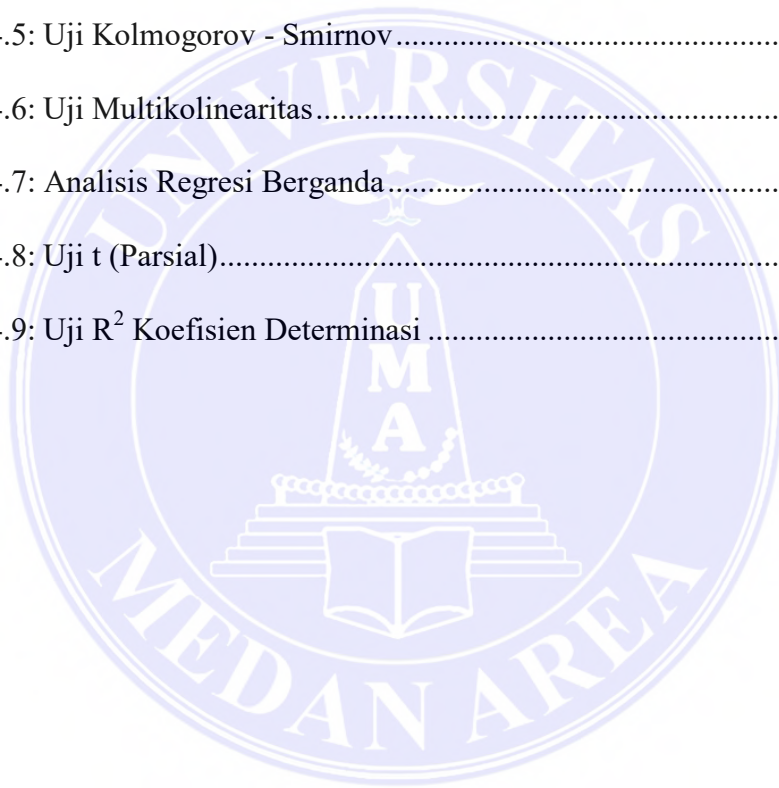 .5: Uji Kolmogorov - Smirnov................................................
.6: Uji Multikolinearitas..........................................................
.7: Analisis Regresi Berganda.................................................
.8: Uji t (Parsial).......................................................................
.9: Uji R² Koefisien Determinasi............................................
UNIVERSITAS
UMA
MEDAN AREA